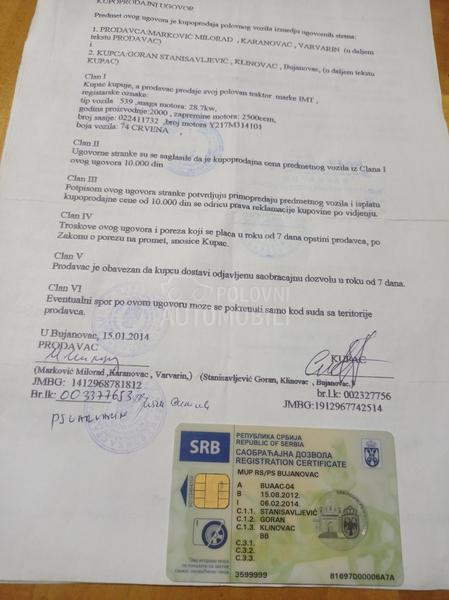 KUPOPRODAJNI UGOVOR
Predmet ovog ugovora je kupoprodaja polovnog vozila izmedju ugovornih strana:
1. PRODAVCA:MARKOVIĆ MILORAD , KARANOVAC , VARVARIN (u daljem
tekstu PRODAVAC)
i
2. KUPCA:GORAN STANISAVLJEVIĆ , KLINOVAC , Bujanovac, (u daljem tekstu
KUPAC)
Clan I
Kupac kupuje, a prodavac prodaje svoj polovan traktor marke IMT ,
registarske oznake:
tip vozila 539 ,snaga motora: 28.7kw,
godina proizvodnje:2000 , zapremine motora: 2500ccm,
broj sasije: 022411732 ,broj motora Y217M314101
boja vozila: 74 CRVENA
Clan II
Ugovorne stranke su se saglasile da je kupoprodajna cena predmetnog vozila iz Clana I
ovog ugovora 10.000 din
Clan III
Potpisom ovog ugovora stranke potvrdjuju primopredaju predmetnog vozila i isplatu
kupoprodajne cene od 10.000 din se odricu prava reklamacije kupovine po vidjenju.
Clan IV
Troskove ovog ugovora i poreza koji se placa u roku od 7 dana opstini prodavca, po
Zakonu o porezu na promet, snosice Kupac.
Clan V
Prodavac je obavezan da kupcu dostavi odjavljenu saobracajnu dozvolu u roku od 7 dana.
Clan VI
Eventualni spor po ovom ugovoru moze se pokrenuti samo kod suda sa teritorije
prodavca.
POLOVNI
AUTOMOBILI
U.Bujanovac, 15.01.2014
PRODAVAC
KUPAC
(Marković Milorad ,Karanovac , Varvarin,)
(Stanisavljević Goran, Klinovac , Bujanovac,)
JMBG: 1412968781812
br.l.k: 002327756
Br.lk: 003377653
JMBG:1912967742514
PS VARVARIN
SRB
РЕПУБЛИКА СРБИЈА
REPUBLIC OF SERBIA
САОБРАЋАЈНА ДОЗВОЛА
REGISTRATION CERTIFICATE
MUP RS/PS BUJANOVAC
A BUAAC-04
B 15.08.2012.
I 06.02.2014.
C.1.1. STANISAVLJEVIĆ
C.1.2. GORAN
C.1.3. KLINOVAC
BB
C.3.1.
C.3.2.
C.3.3.
3599999
81697D00006A7A